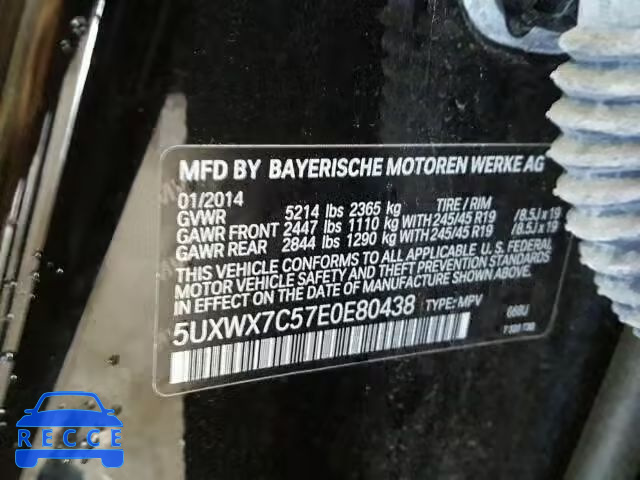 MFD BY BAYERISCHE MOTOREN WERKE AG
01/2014 TIRE / RIM
GVWR 5214 lbs 2365 kg
GAWR FRONT 2447 lbs 1110 kg WITH 245/45 R19 /8.5J x 19
GAWR REAR 2844 lbs 1290 kg WITH 245/45 R19 /8.5J x 19
THIS VEHICLE CONFORMS TO ALL APPLICABLE U.S. FEDERAL
MOTOR VEHICLE SAFETY AND THEFT PREVENTION STANDARDS
IN EFFECT ON THE DATE OF MANUFACTURE SHOWN ABOVE.
5UXWX7C57E0E80438 TYPE: MPV
RECCE